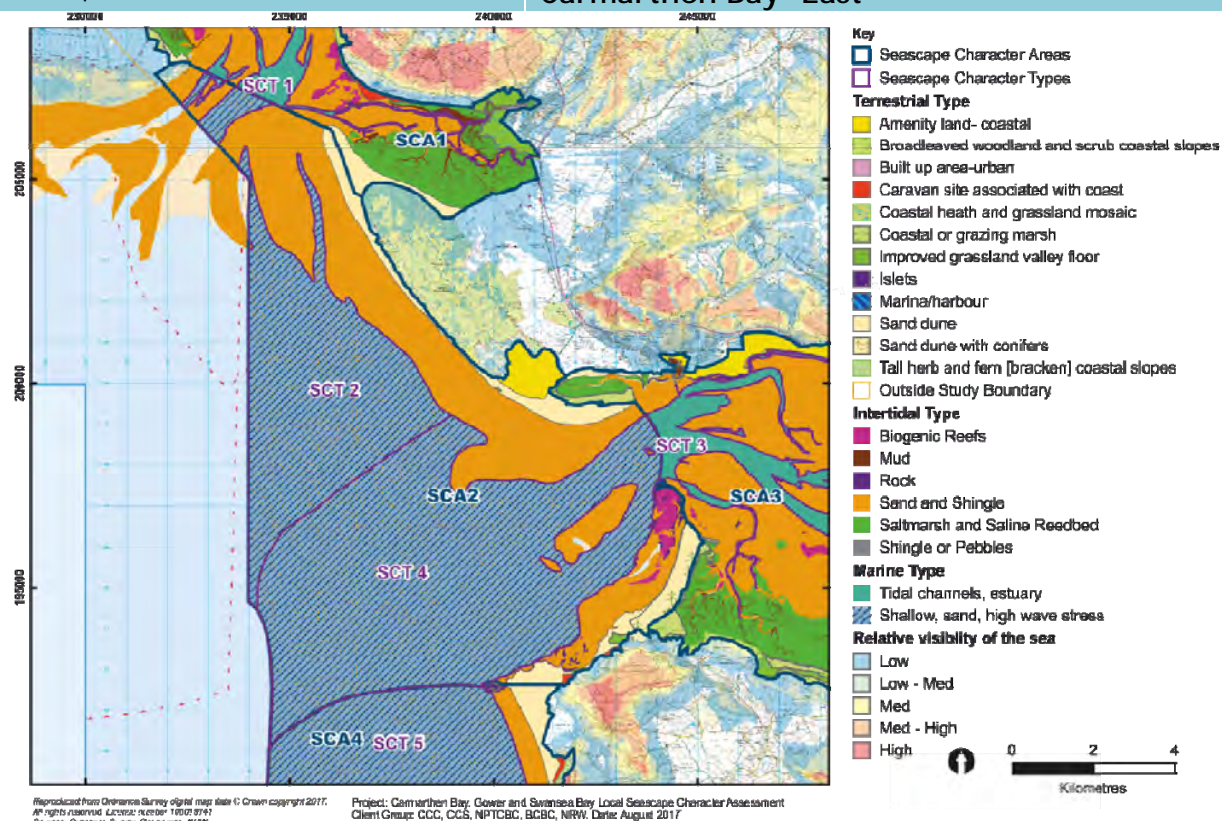 Carmarthen Bay- East
230000 235000 240000 245000
205000
200000
195000
SCT 1
SCA1
SCT 2
SCT 3
SCA2
SCA3
SCT 4
SCA4 SCT 5
Key
Seascape Character Areas
Seascape Character Types
Terrestrial Type
Amenity land- coastal
Broadleaved woodland and scrub coastal slopes
Built up area-urban
Caravan site associated with coast
Coastal heath and grassland mosaic
Coastal or grazing marsh
Improved grassland valley floor
Islets
Marina/harbour
Sand dune
Sand dune with conifers
Tall herb and fern [bracken] coastal slopes
Outside Study Boundary
Intertidal Type
Biogenic Reefs
Mud
Rock
Sand and Shingle
Saltmarsh and Saline Reedbed
Shingle or Pebbles
Marine Type
Tidal channels, estuary
Shallow, sand, high wave stress
Relative visiblity of the sea
Low
Low - Med
Med
Med - High
High
0 2 4
Kilometres
Reproduced from Ordnance Survey digital map data © Crown copyright 2017.
All rights reserved. License number
Project: Carmarthen Bay, Gower and Swansea Bay Local Seascape Character Assessment
Client Group: CCC, CCS, NPTCBC, BCBC, NRW. Date: August 2017